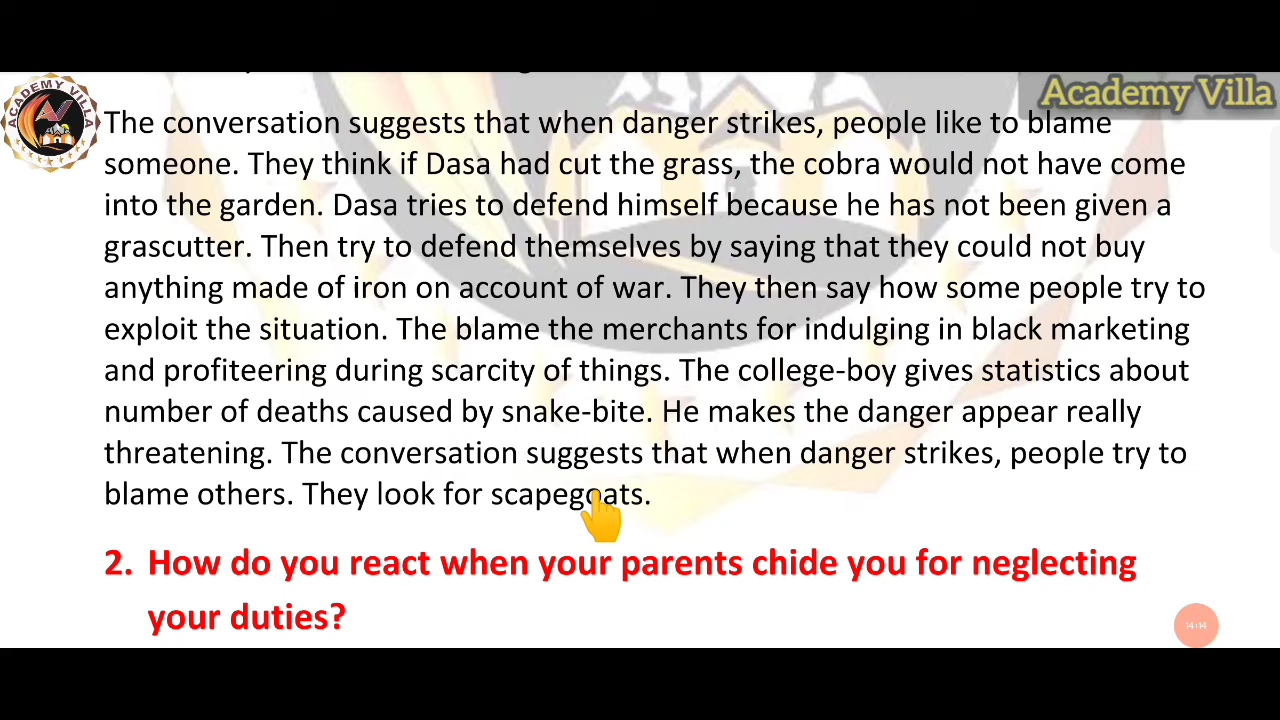 ACADEMY VILLA
Academy Villa
The conversation suggests that when danger strikes, people like to blame
someone. They think if Dasa had cut the grass, the cobra would not have come
into the garden. Dasa tries to defend himself because he has not been given a
grascutter. Then try to defend themselves by saying that they could not buy
anything made of iron on account of war. They then say how some people try to
exploit the situation. The blame the merchants for indulging in black marketing
and profiteering during scarcity of things. The college-boy gives statistics about
number of deaths caused by snake-bite. He makes the danger appear really
threatening. The conversation suggests that when danger strikes, people try to
blame others. They look for scapegoats.
2. How do you react when your parents chide you for neglecting
your duties?
14:14